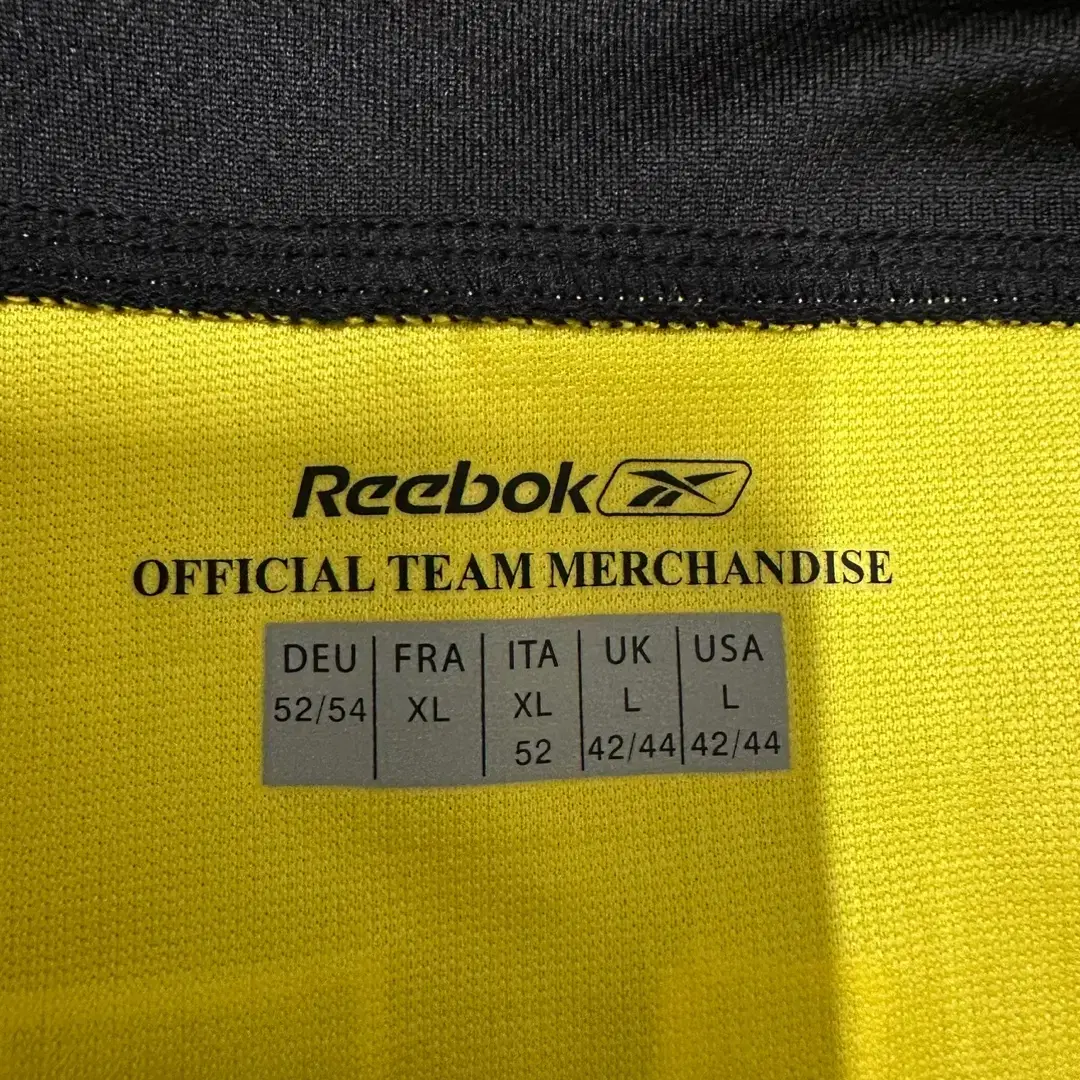 Reebok
OFFICIAL TEAM MERCHANDISE
DEU FRA ITA UK USA
52/54 XL XL L L
52 42/44 42/44